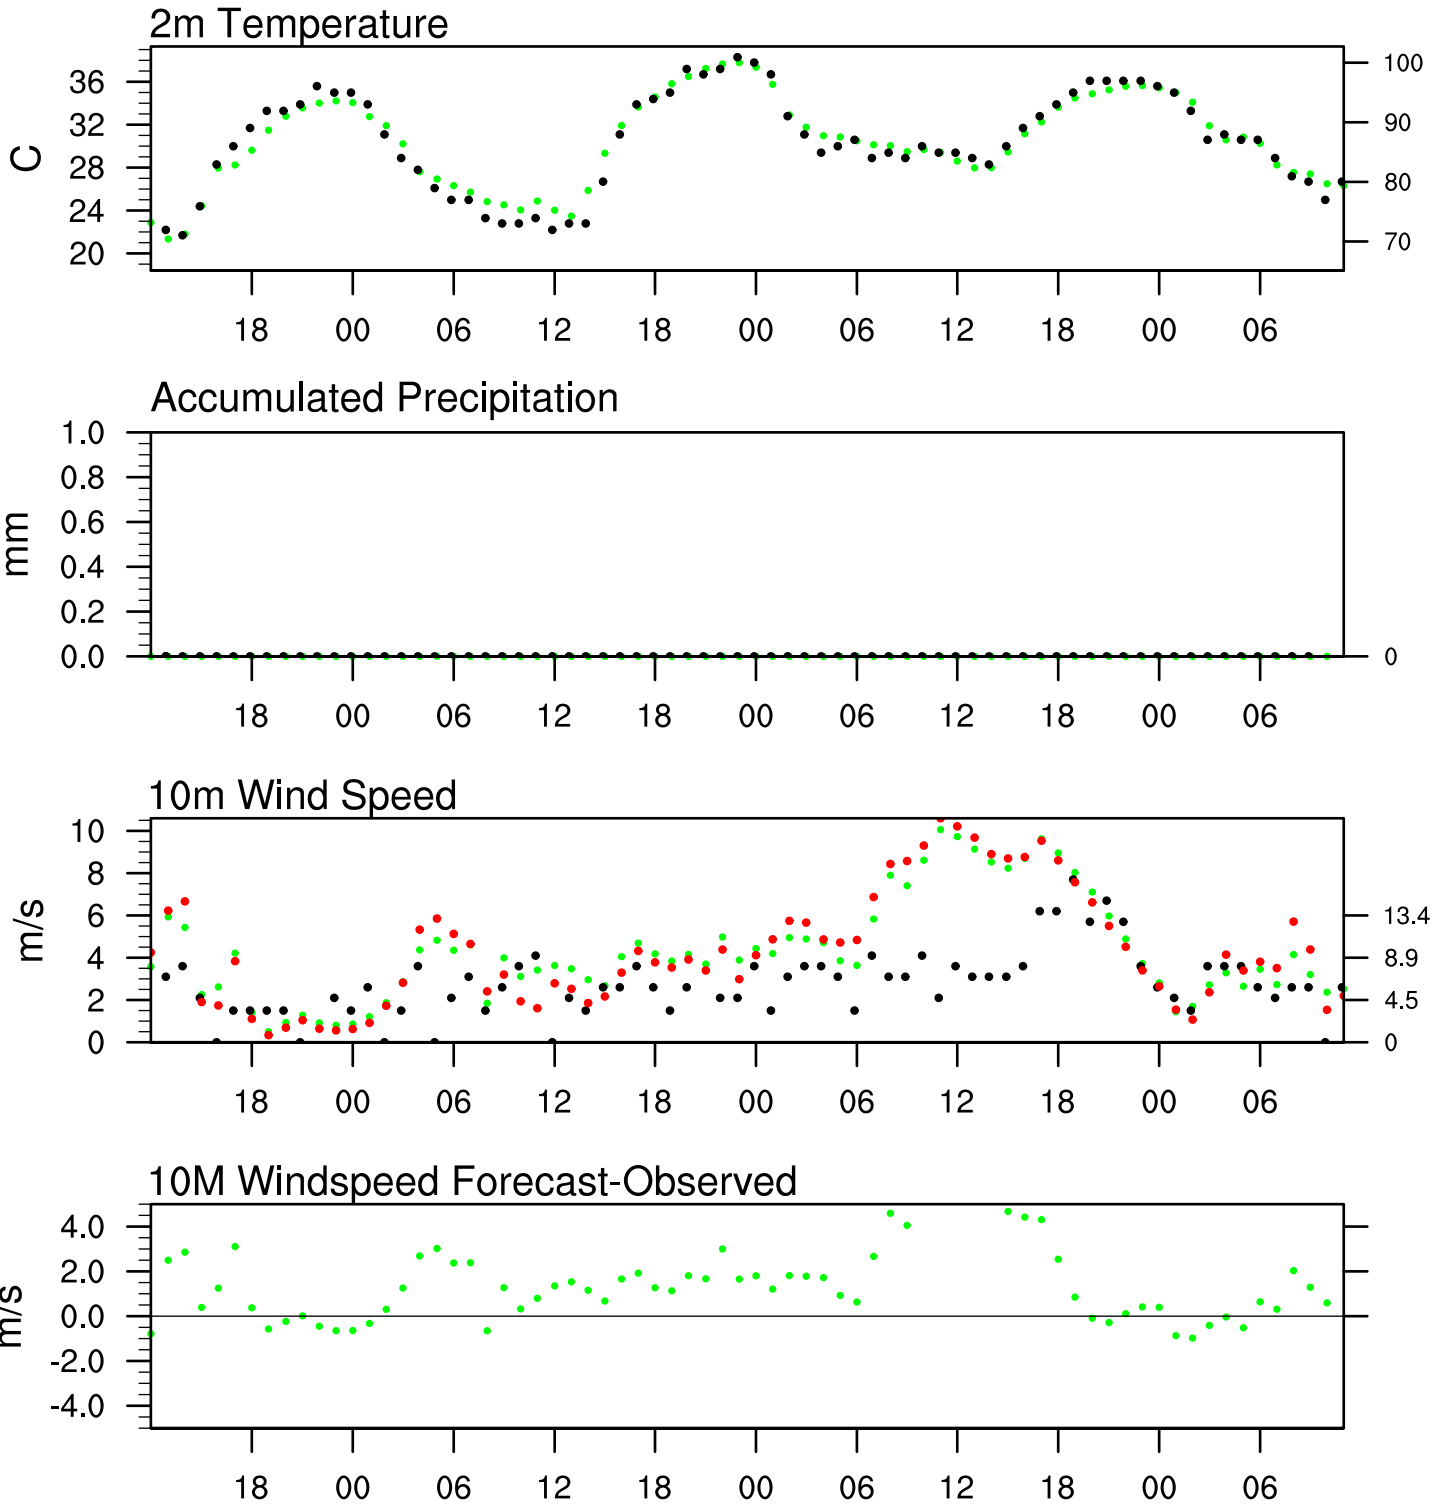 2m Temperature
C
36
32
28
24
20
100
90
80
70
18 00 06 12 18 00 06 12 18 00 06
Accumulated Precipitation
mm
1.0
0.8
0.6
0.4
0.2
0.0
0
18 00 06 12 18 00 06 12 18 00 06
10m Wind Speed
m/s
10
8
6
4
2
0
13.4
8.9
4.5
0
18 00 06 12 18 00 06 12 18 00 06
10M Windspeed Forecast-Observed
m/s
4.0
2.0
0.0
-2.0
-4.0
18 00 06 12 18 00 06 12 18 00 06